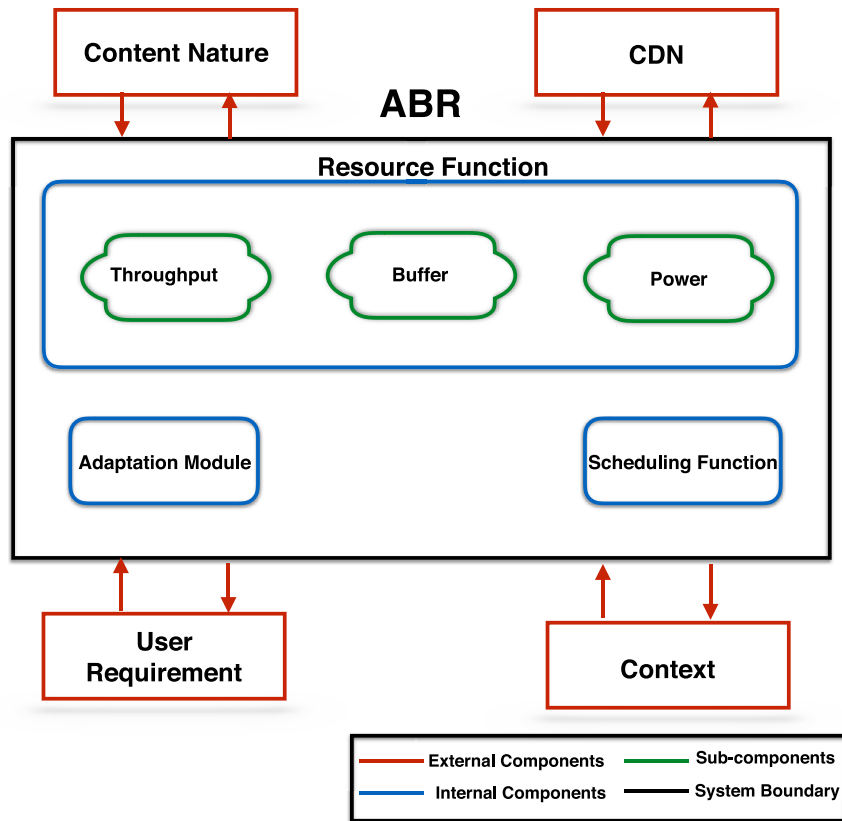 Content Nature
CDN
ABR
Resource Function
Throughput
Buffer
Power
Adaptation Module
Scheduling Function
User
Requirement
Context
External Components
Sub-components
Internal Components
System Boundary